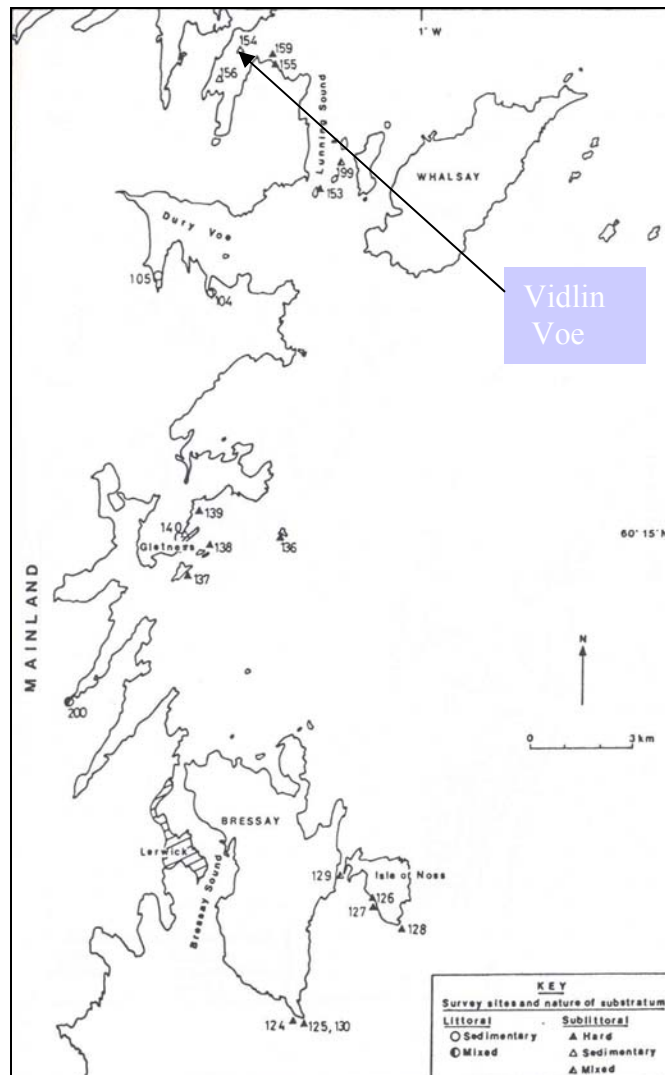 1° W
154
159
155
156
Lunning Sound
199
153
WHALSAY
Dury Voe
105
104
Vidlin
Voe
139
140
Gletness
138
136
137
60°15'N
MAINLAND
N
200
0 3 km
BRESSAY
Lerwick
Bressay Sound
129
Isle of Noss
126
127
128
124
125, 130
KEY
Survey sites and nature of substratum
Littoral Sublittoral
Sedimentary Hard
Mixed Sedimentary
Mixed